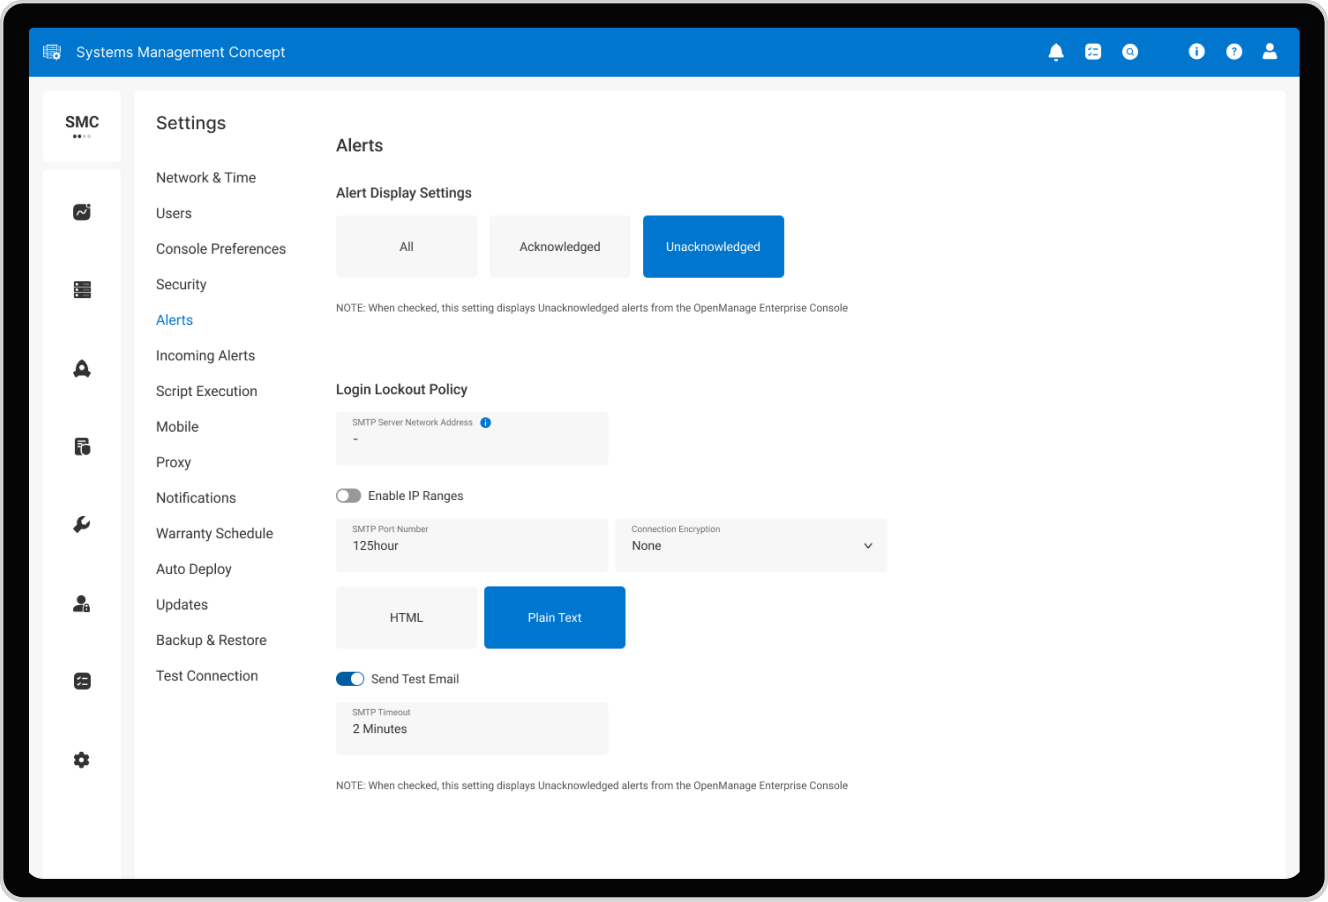 Systems Management Concept
SMC
Settings
Network & Time
Users
Console Preferences
Security
Alerts
Incoming Alerts
Script Execution
Mobile
Proxy
Notifications
Warranty Schedule
Auto Deploy
Updates
Backup & Restore
Test Connection
Alerts
Alert Display Settings
All
Acknowledged
Unacknowledged
NOTE: When checked, this setting displays Unacknowledged alerts from the OpenManage Enterprise Console
Login Lockout Policy
SMTP Server Network Address
-
Enable IP Ranges
SMTP Port Number
125hour
Connection Encryption
None
HTML
Plain Text
Send Test Email
SMTP Timeout
2 Minutes
NOTE: When checked, this setting displays Unacknowledged alerts from the OpenManage Enterprise Console